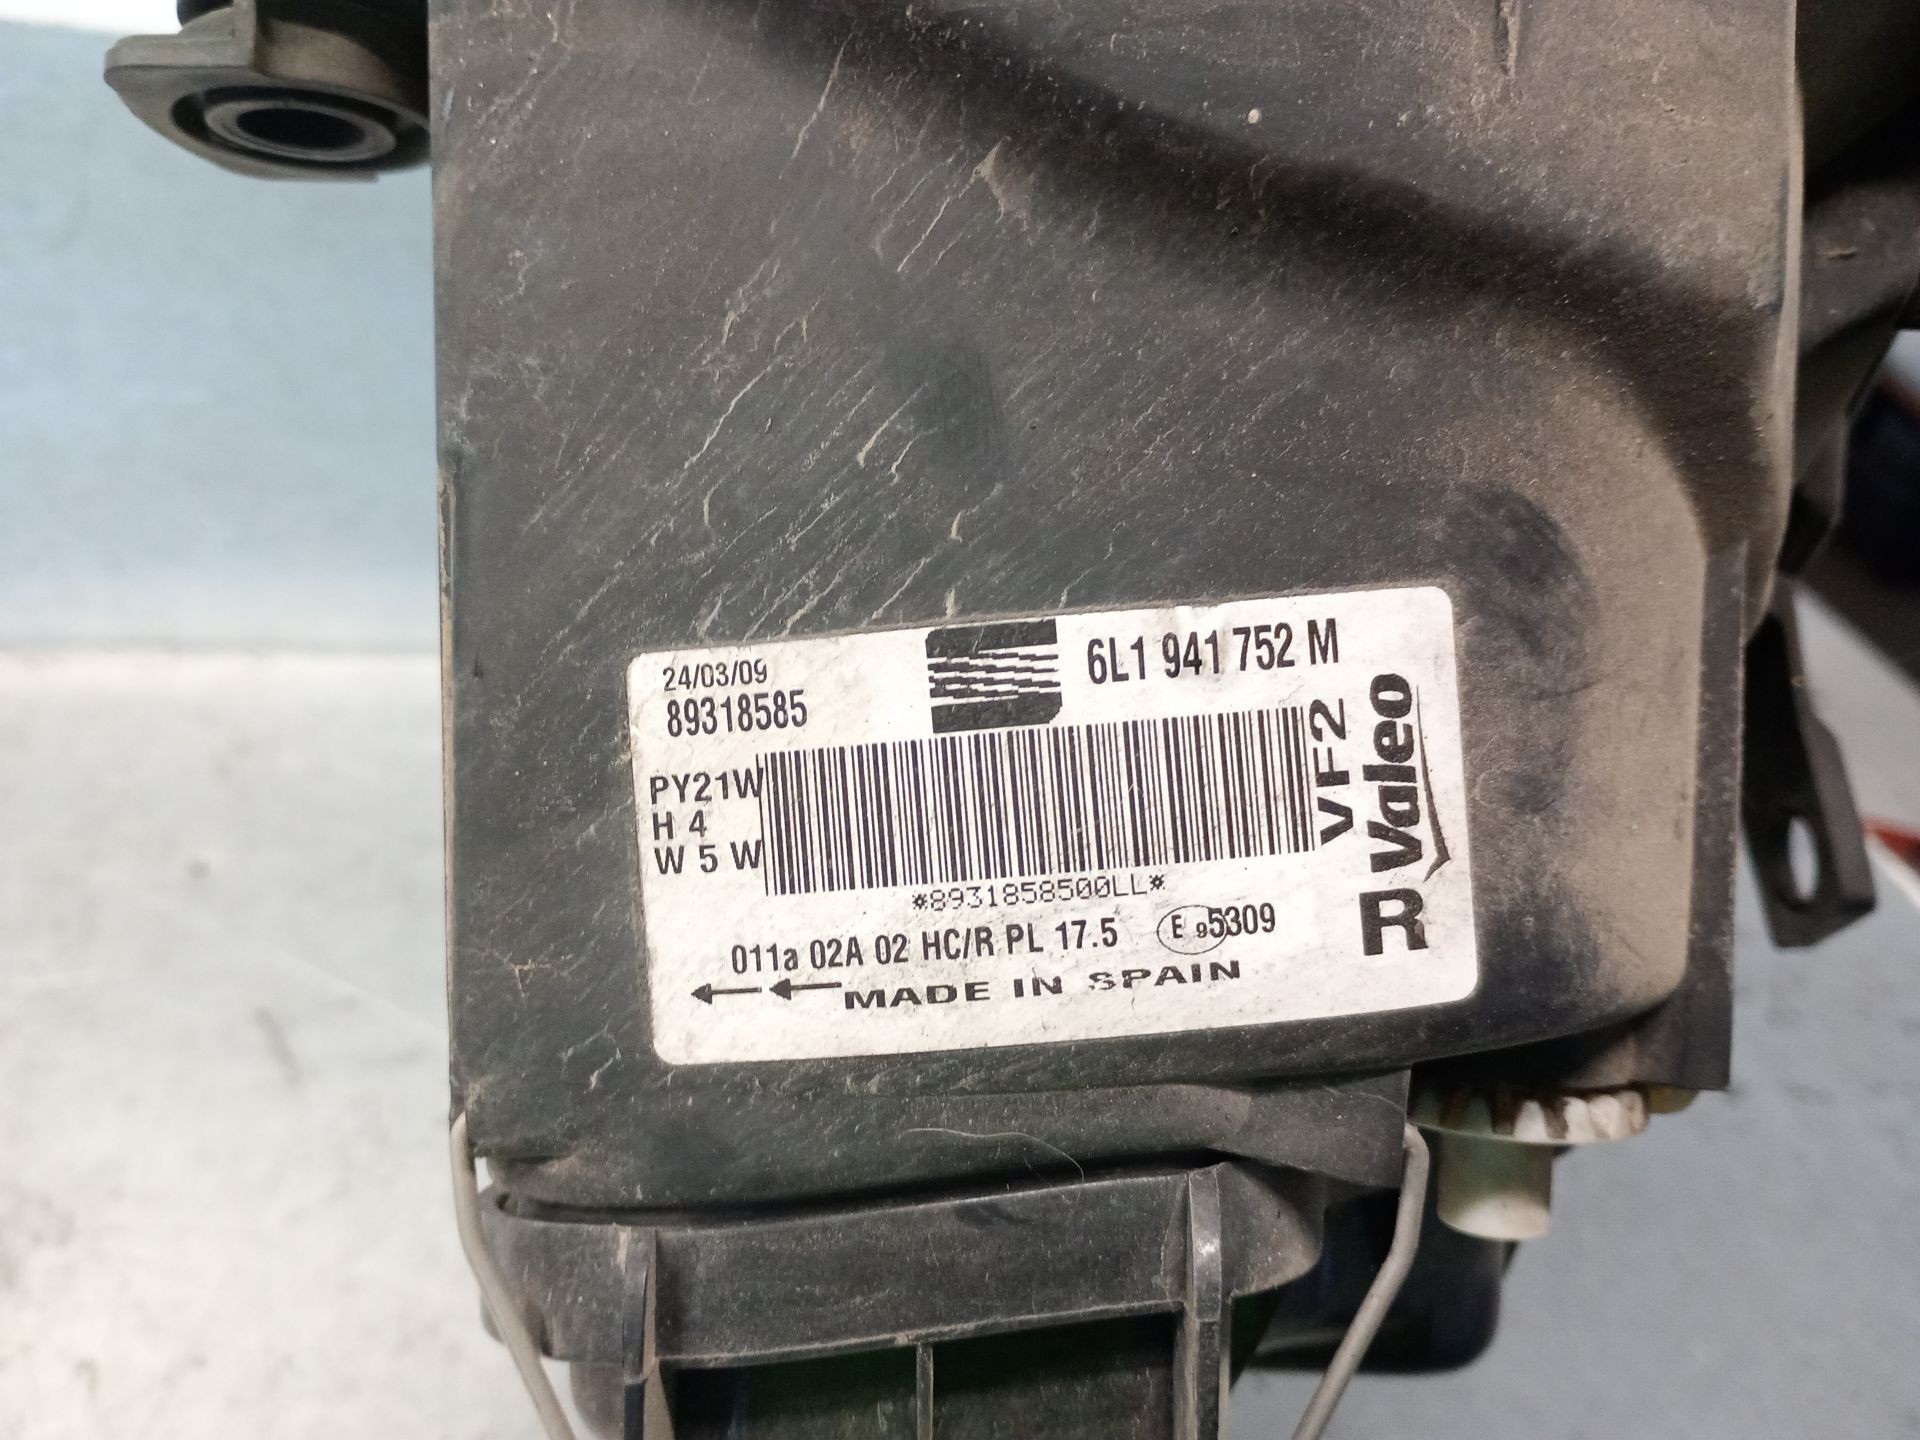 24/03/09
89318585
6L1 941 752 M
PY21W
H 4
W 5 W
VF2
Valeo
*8931858500LL*
011a 02A 02 HC/R PL 17.5 E 9 5309
R
MADE IN SPAIN